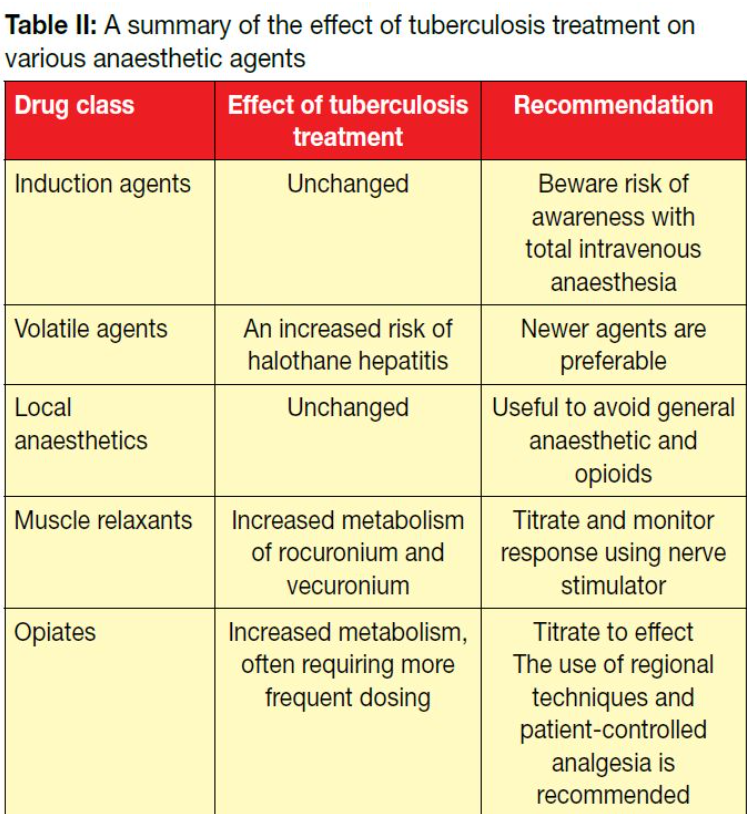 Table II: A summary of the effect of tuberculosis treatment on
various anaesthetic agents
Drug class
Effect of tuberculosis
treatment
Recommendation
Induction agents
Unchanged
Beware risk of
awareness with
total intravenous
anaesthesia
Volatile agents
An increased risk of
halothane hepatitis
Newer agents are
preferable
Local
anaesthetics
Unchanged
Useful to avoid general
anaesthetic and
opioids
Muscle relaxants
Increased metabolism
of rocuronium and
vecuronium
Titrate and monitor
response using nerve
stimulator
Opiates
Increased metabolism,
often requiring more
frequent dosing
Titrate to effect
The use of regional
techniques and
patient-controlled
analgesia is
recommended